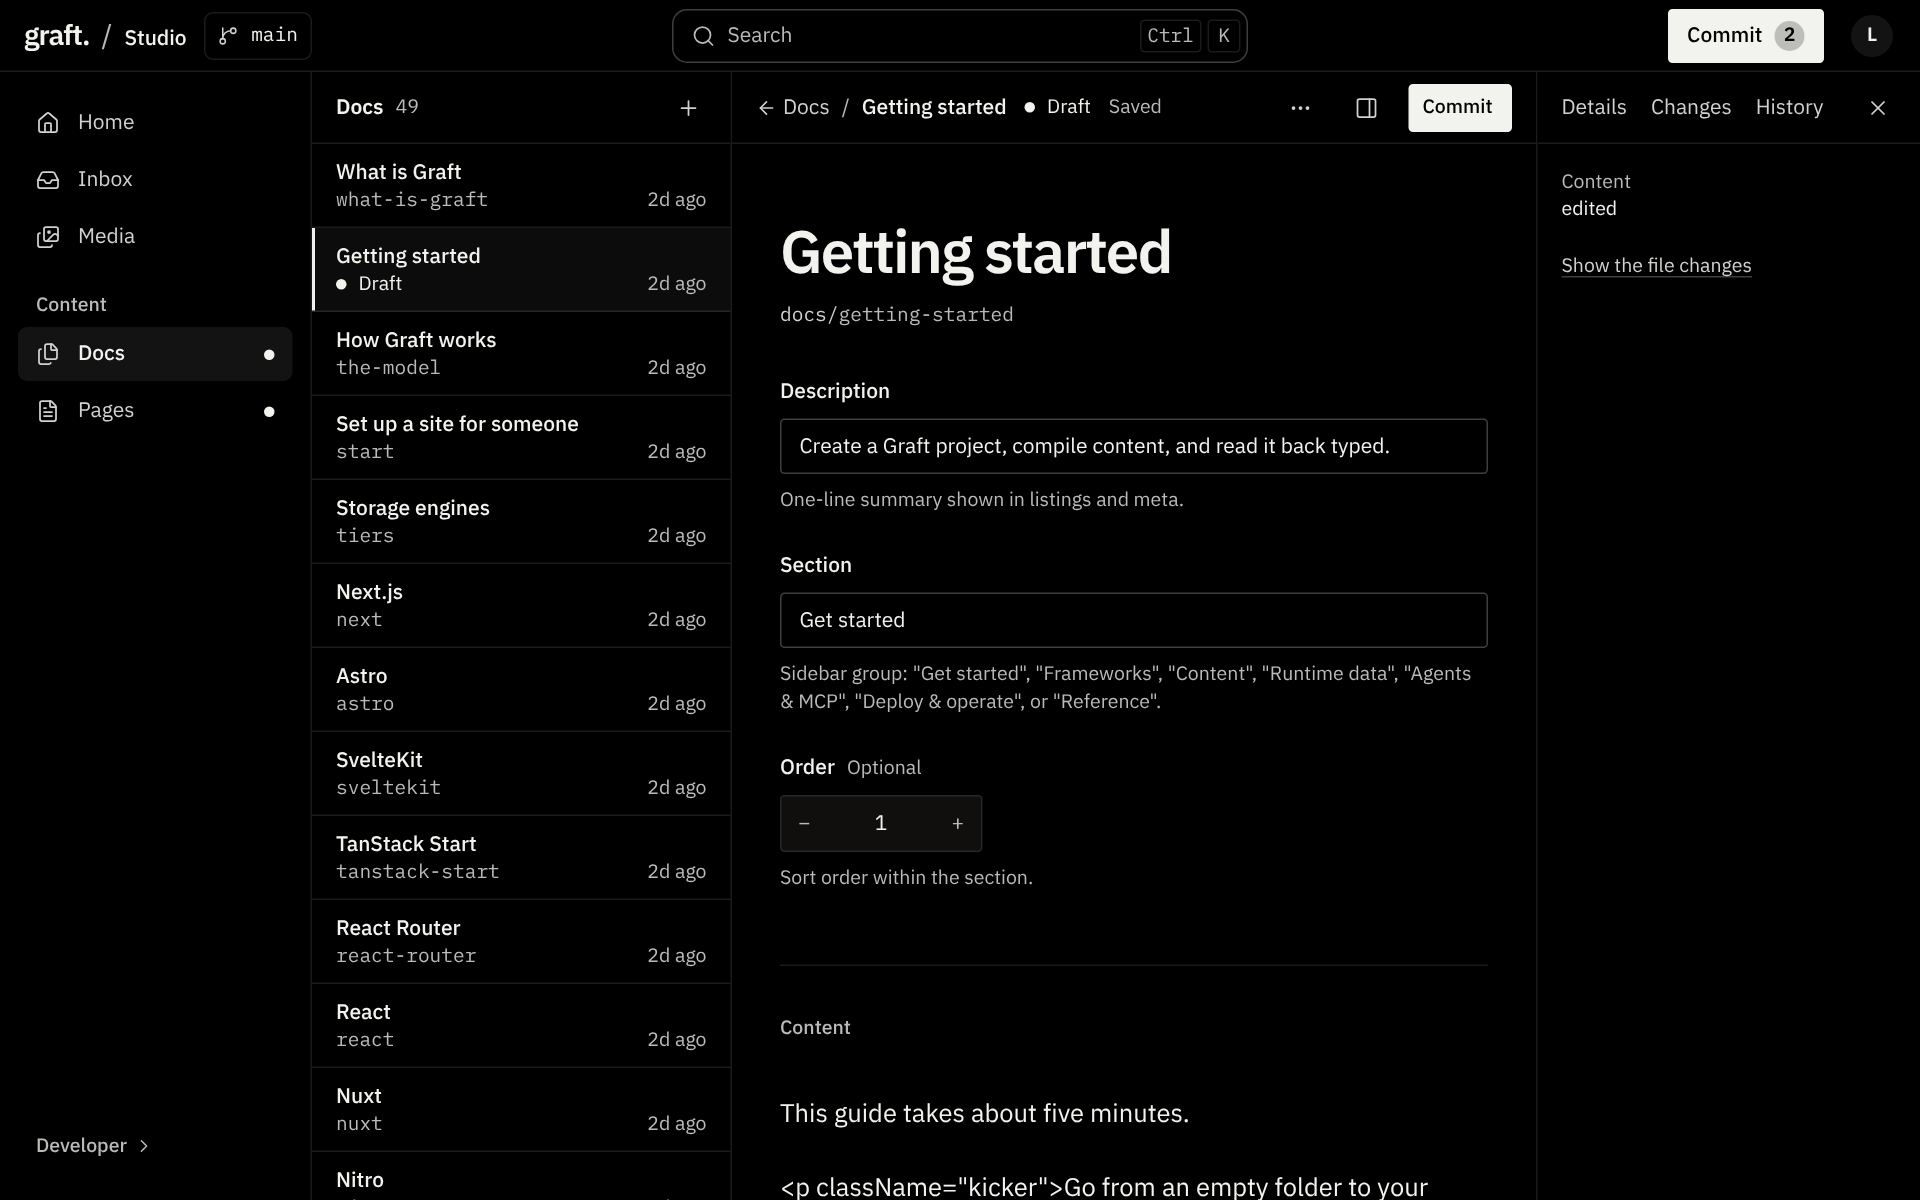 graft. / Studio main Search Ctrl K Commit 2 L
Home
Inbox
Media
Content
Docs
Pages
Developer
Docs 49
What is Graft
what-is-graft 2d ago
Getting started
Draft 2d ago
How Graft works
the-model 2d ago
Set up a site for someone
start 2d ago
Storage engines
tiers 2d ago
Next.js
next 2d ago
Astro
astro 2d ago
SvelteKit
sveltekit 2d ago
TanStack Start
tanstack-start 2d ago
React Router
react-router 2d ago
React
react 2d ago
Nuxt
nuxt 2d ago
Nitro
Docs / Getting started Draft Saved Commit
Getting started
docs/getting-started
Description
Create a Graft project, compile content, and read it back typed.
One-line summary shown in listings and meta.
Section
Get started
Sidebar group: "Get started", "Frameworks", "Content", "Runtime data", "Agents
& MCP", "Deploy & operate", or "Reference".
Order Optional
− 1 +
Sort order within the section.
Content
This guide takes about five minutes.
<p className="kicker">Go from an empty folder to your
Details Changes History
Content
edited
Show the file changes